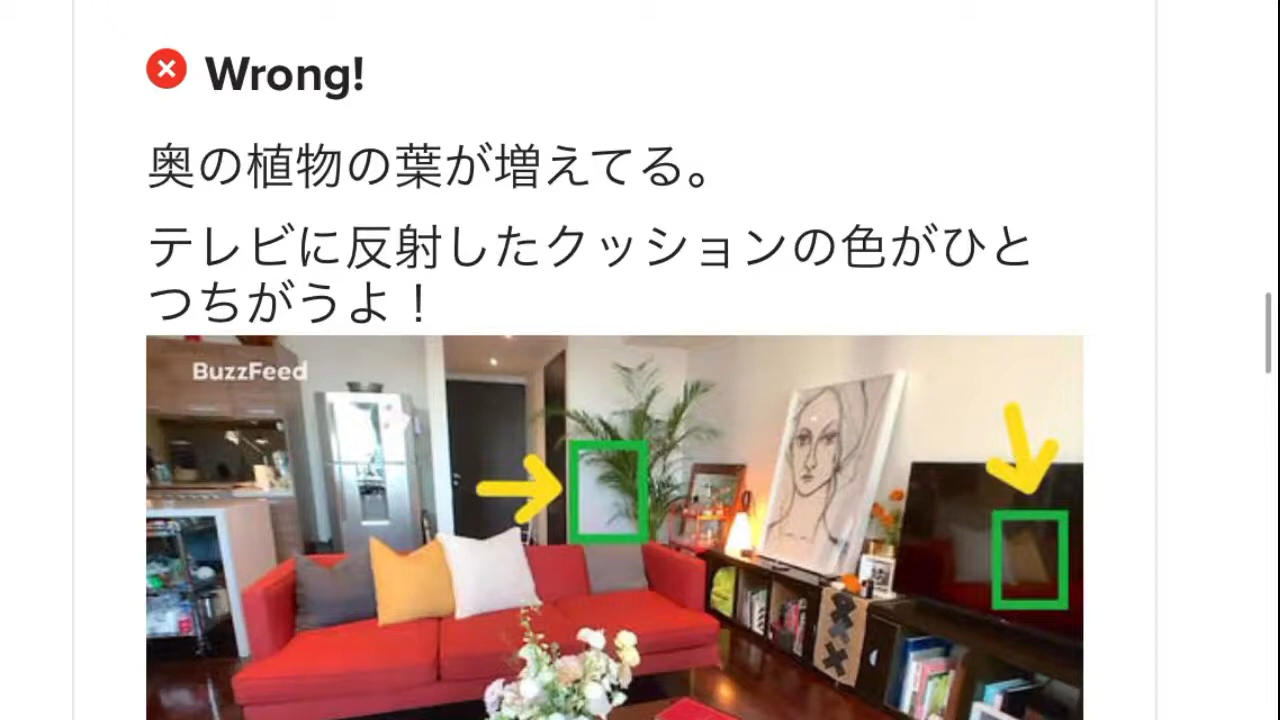 Wrong!
奥の植物の葉が増えてる。
テレビに反射したクッションの色がひと
つちがうよ！
BuzzFeed